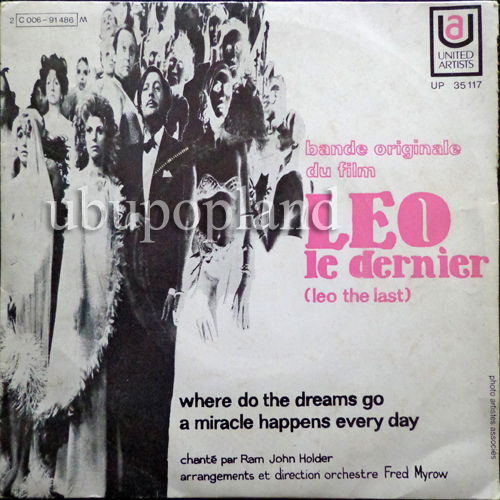 2 C 006-91486 M
a
UNITED
ARTISTS
UP 35117
bande originale
du film
ubupopland
LEO
le dernier
(leo the last)
where do the dreams go
a miracle happens every day
chanté par Ram John Holder
arrangements et direction orchestre Fred Myrow
photo artistes associés